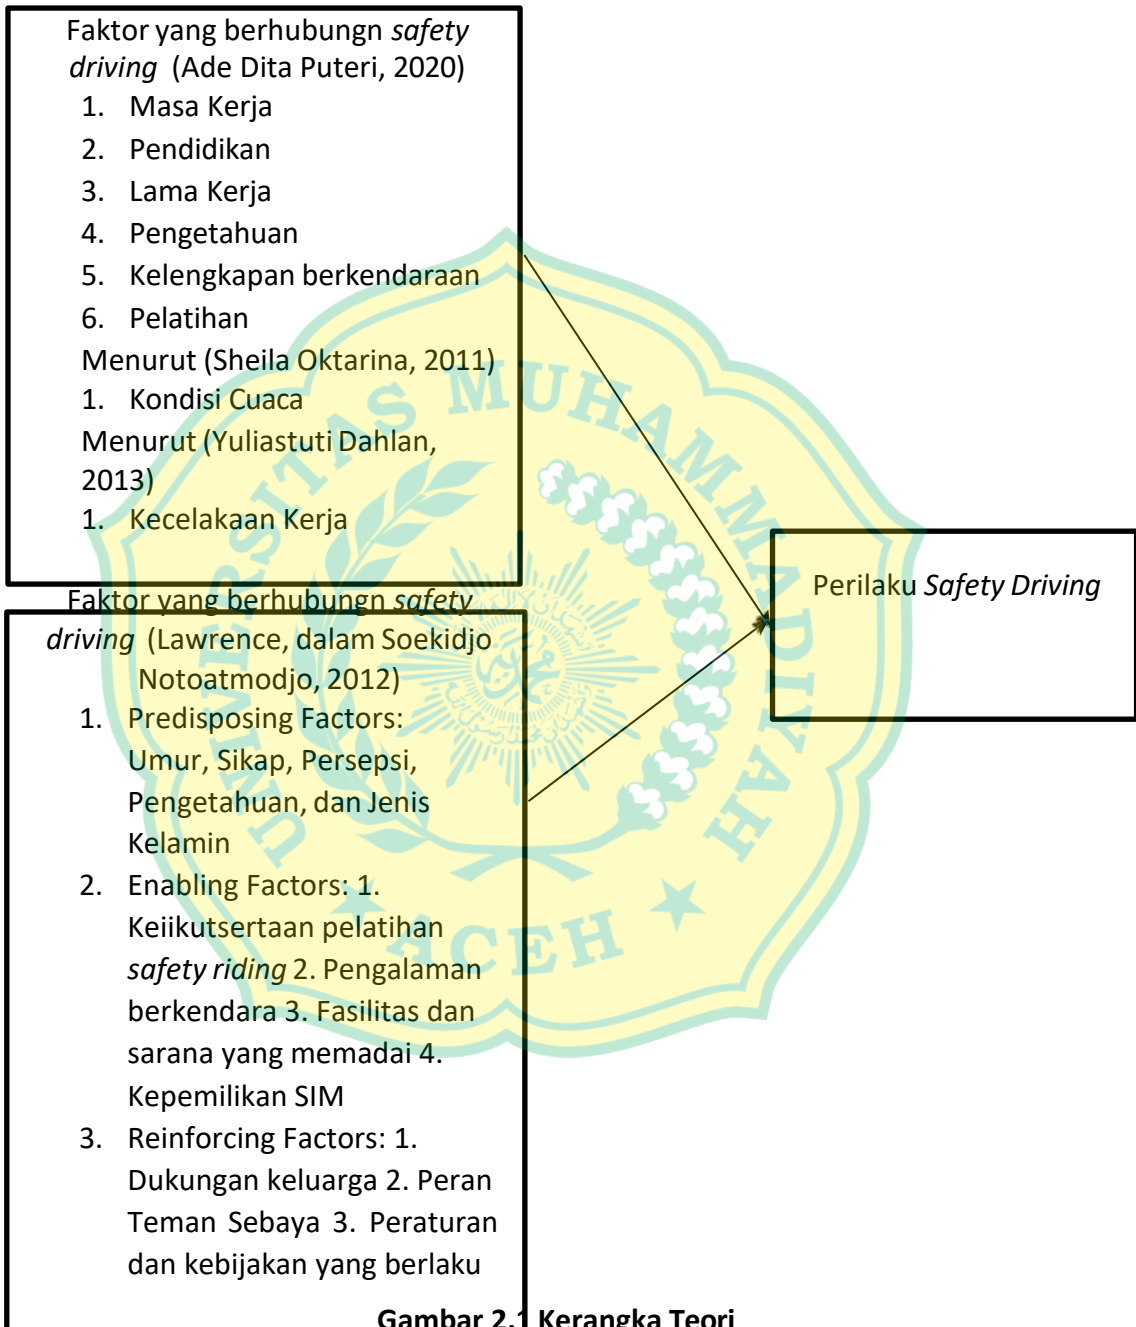 Faktor yang berhubungn safety
driving (Ade Dita Puteri, 2020)
1. Masa Kerja
2. Pendidikan
3. Lama Kerja
4. Pengetahuan
5. Kelengkapan berkendaraan
6. Pelatihan
Menurut (Sheila Oktarina, 2011)
1. Kondisi Cuaca
Menurut (Yuliastuti Dahlan,
2013)
1. Kecelakaan Kerja
Faktor yang berhubungn safety
driving (Lawrence, dalam Soekidjo
Notoatmodjo, 2012)
1. Predisposing Factors:
Umur, Sikap, Persepsi,
Pengetahuan, dan Jenis
Kelamin
2. Enabling Factors: 1.
Keiikutsertaan pelatihan
safety riding 2. Pengalaman
berkendara 3. Fasilitas dan
sarana yang memadai 4.
Kepemilikan SIM
3. Reinforcing Factors: 1.
Dukungan keluarga 2. Peran
Teman Sebaya 3. Peraturan
dan kebijakan yang berlaku
Perilaku Safety Driving
UNIVERSITAS MUHAMMADIYAH
ACEH
Gambar 2.1 Kerangka Teori